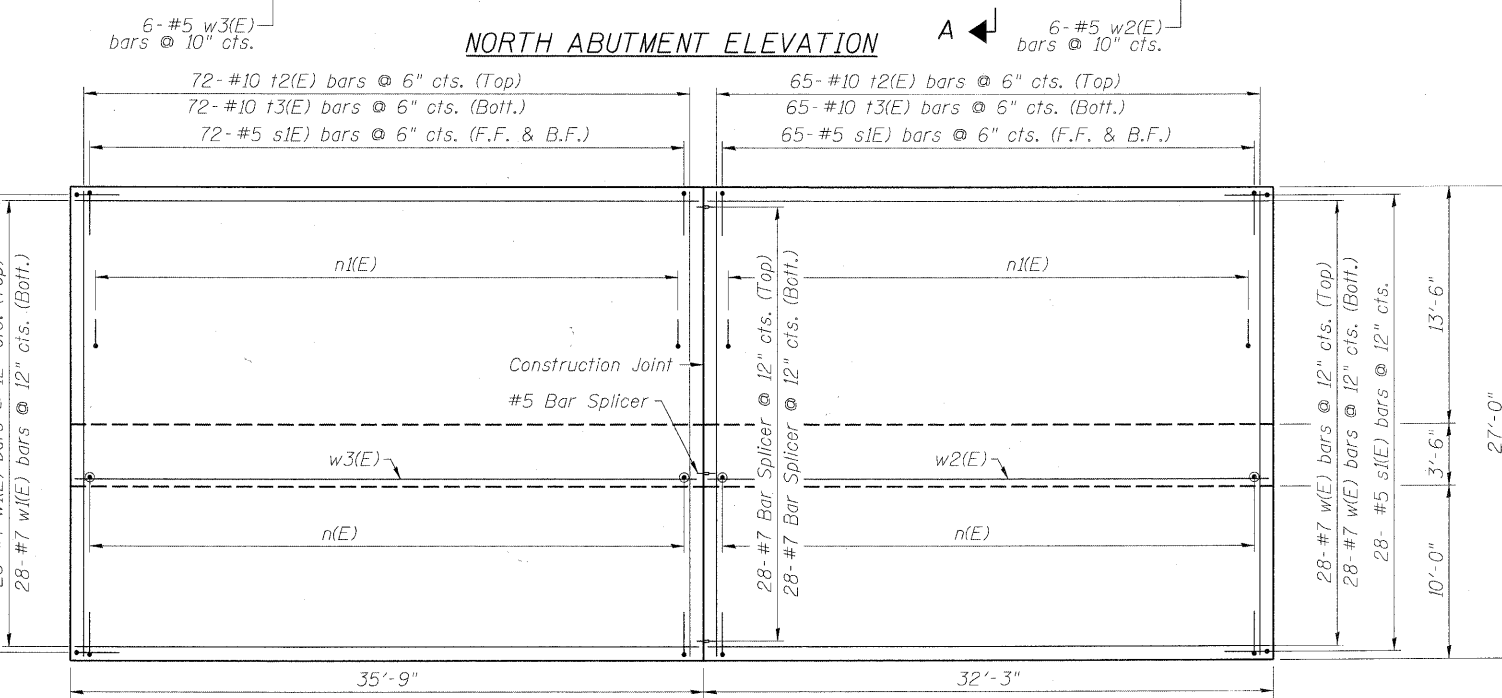 6-#5 w3(E)
bars @ 10" cts.
NORTH ABUTMENT ELEVATION
A
6-#5 w2(E)
bars @ 10" cts.
72-#10 t2(E) bars @ 6" cts. (Top)
72-#10 t3(E) bars @ 6" cts. (Bott.)
72-#5 s1E) bars @ 6" cts. (F.F. & B.F.)
65-#10 t2(E) bars @ 6" cts. (Top)
65-#10 t3(E) bars @ 6" cts. (Bott.)
65-#5 s1E) bars @ 6" cts. (F.F. & B.F.)
28-#7 w1(E) bars @ 12" cts. (Bott.)
n1(E)
n1(E)
Construction Joint
#5 Bar Splicer
w3(E)
w2(E)
n(E)
n(E)
28-#7 Bar Splicer @ 12" cts. (Top)
28-#7 Bar Splicer @ 12" cts. (Bott.)
28-#7 w(E) bars @ 12" cts. (Top)
28-#7 w(E) bars @ 12" cts. (Bott.)
28- #5 s1(E) bars @ 12" cts.
13'-6"
3'-6"
10'-0"
27'-0"
35'-9"
32'-3"